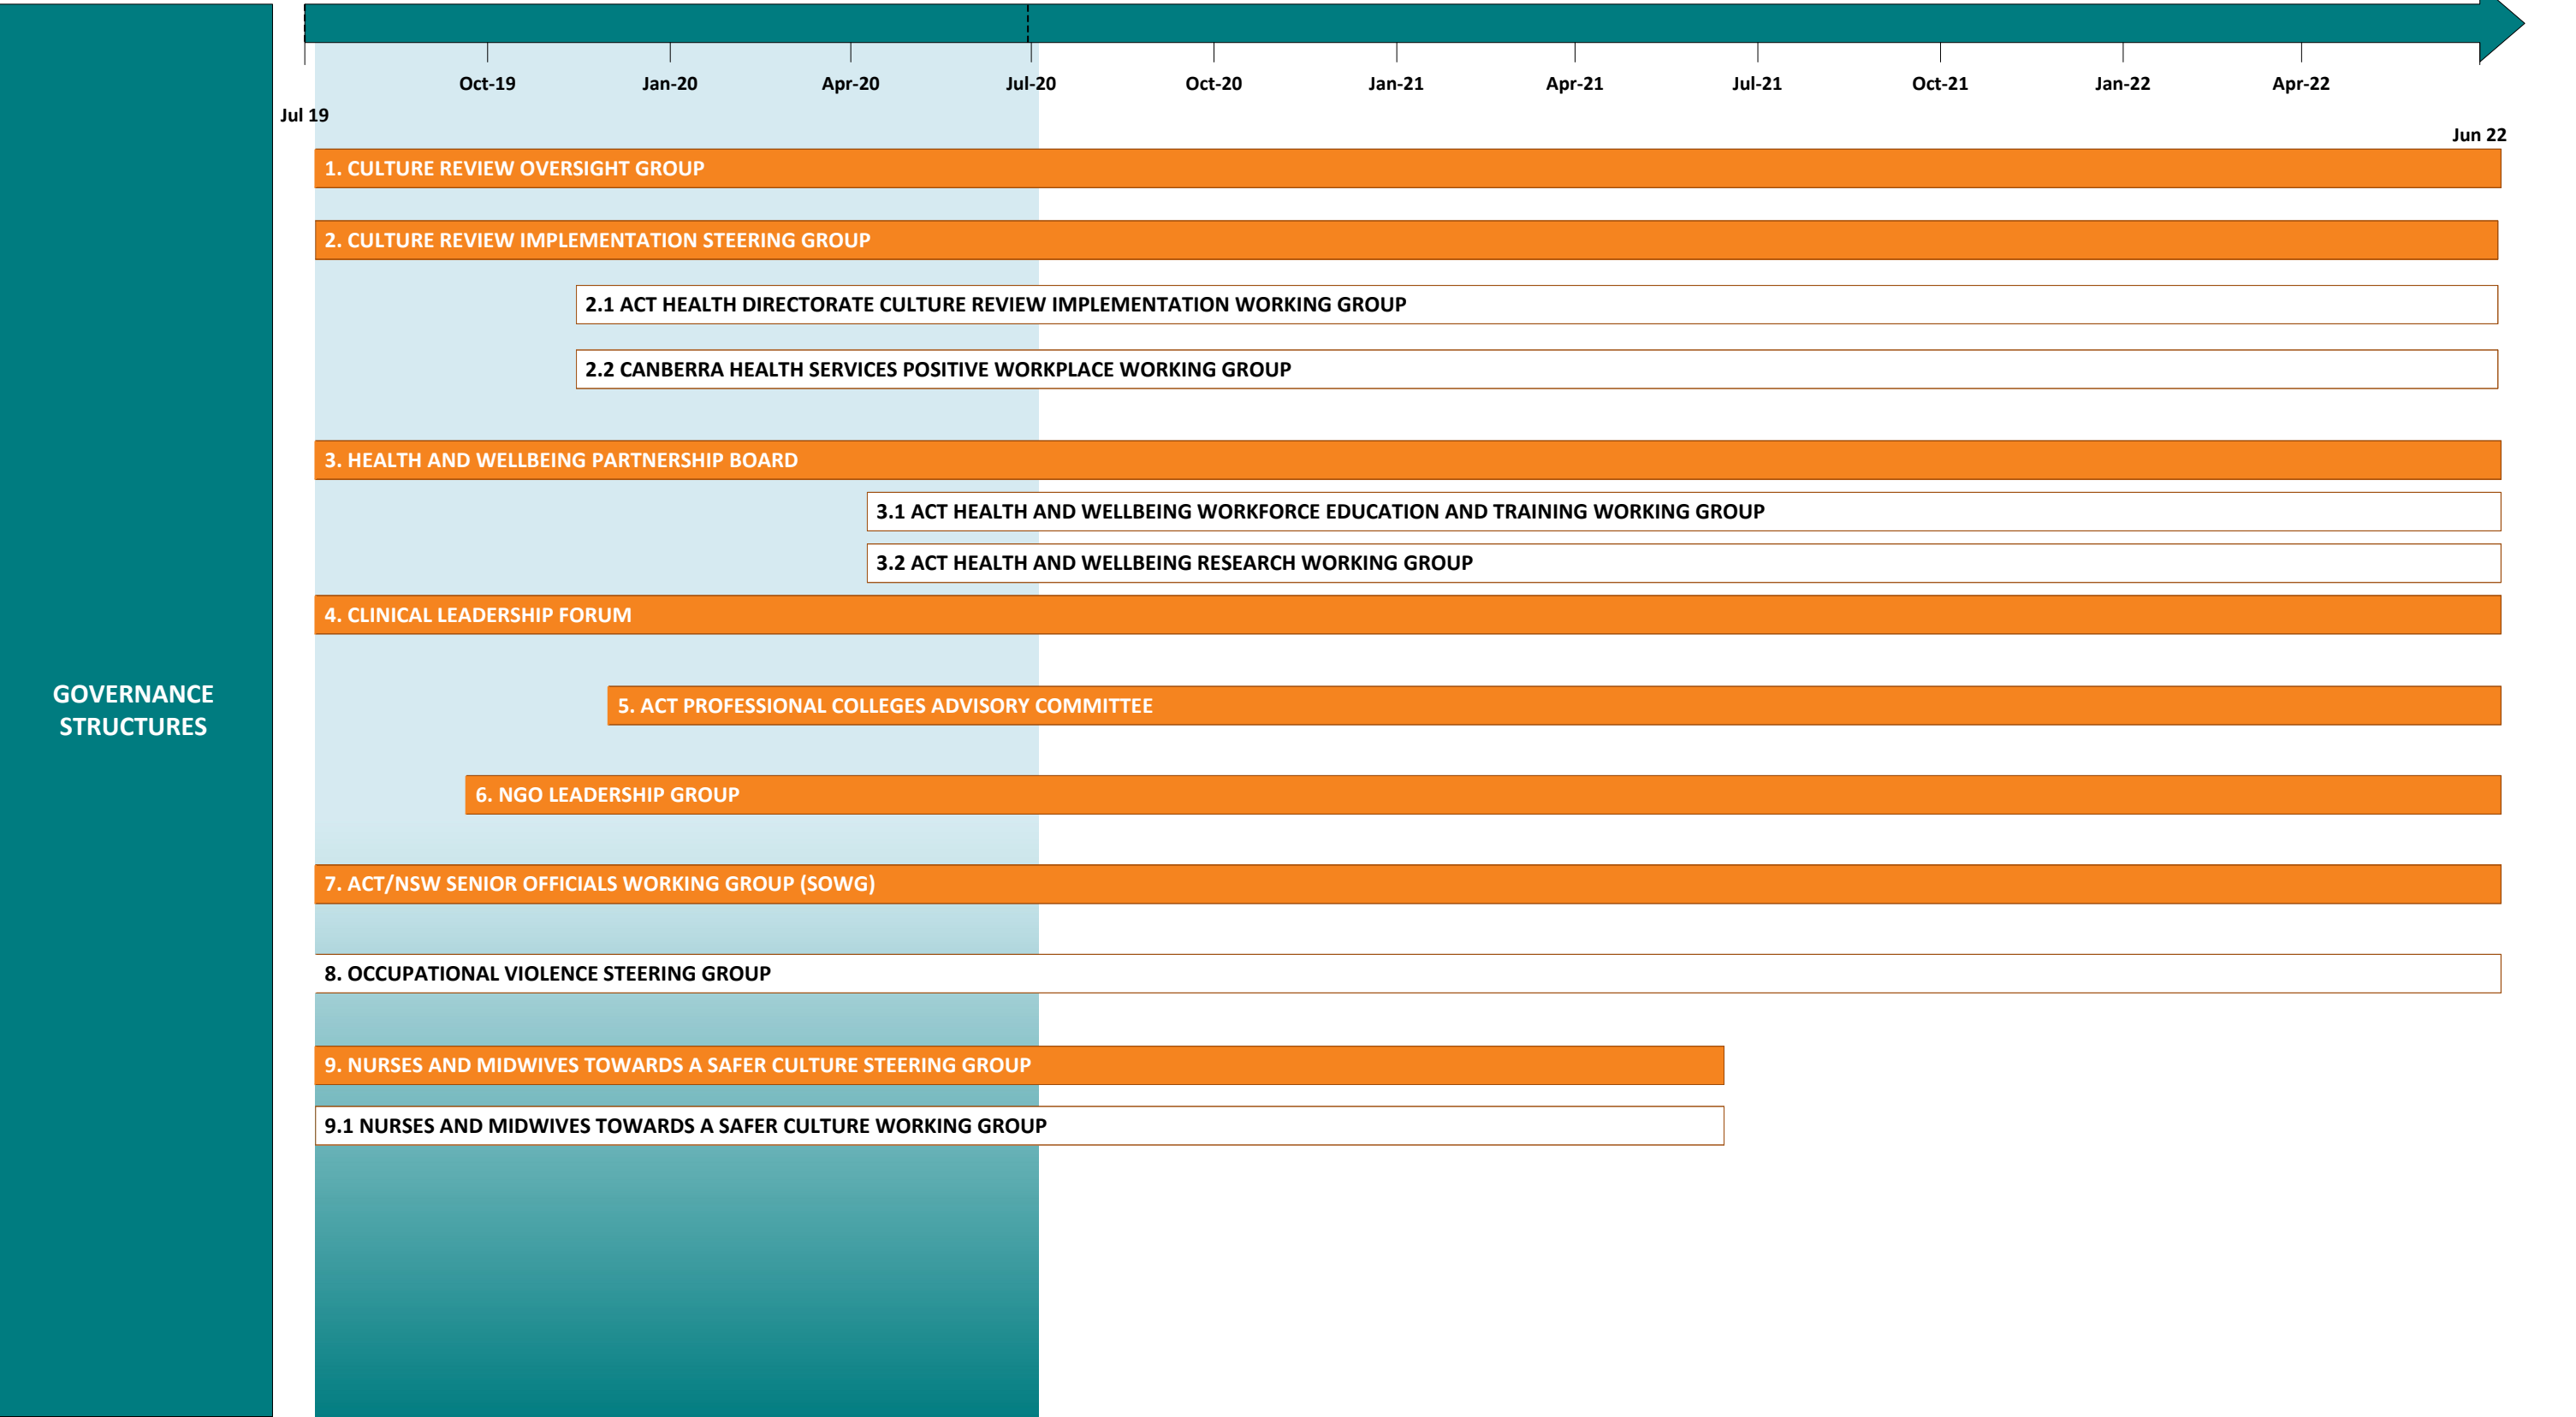 Oct-19
Jan-20
Apr-20
Jul-20
Oct-20
Jan-21
Apr-21
Jul-21
Oct-21
Jan-22
Apr-22
Jul 19
Jun 22
1. CULTURE REVIEW OVERSIGHT GROUP
2. CULTURE REVIEW IMPLEMENTATION STEERING GROUP
2.1 ACT HEALTH DIRECTORATE CULTURE REVIEW IMPLEMENTATION WORKING GROUP
2.2 CANBERRA HEALTH SERVICES POSITIVE WORKPLACE WORKING GROUP
3. HEALTH AND WELLBEING PARTNERSHIP BOARD
3.1 ACT HEALTH AND WELLBEING WORKFORCE EDUCATION AND TRAINING WORKING GROUP
3.2 ACT HEALTH AND WELLBEING RESEARCH WORKING GROUP
4. CLINICAL LEADERSHIP FORUM
GOVERNANCE
STRUCTURES
5. ACT PROFESSIONAL COLLEGES ADVISORY COMMITTEE
6. NGO LEADERSHIP GROUP
7. ACT/NSW SENIOR OFFICIALS WORKING GROUP (SOWG)
8. OCCUPATIONAL VIOLENCE STEERING GROUP
9. NURSES AND MIDWIVES TOWARDS A SAFER CULTURE STEERING GROUP
9.1 NURSES AND MIDWIVES TOWARDS A SAFER CULTURE WORKING GROUP